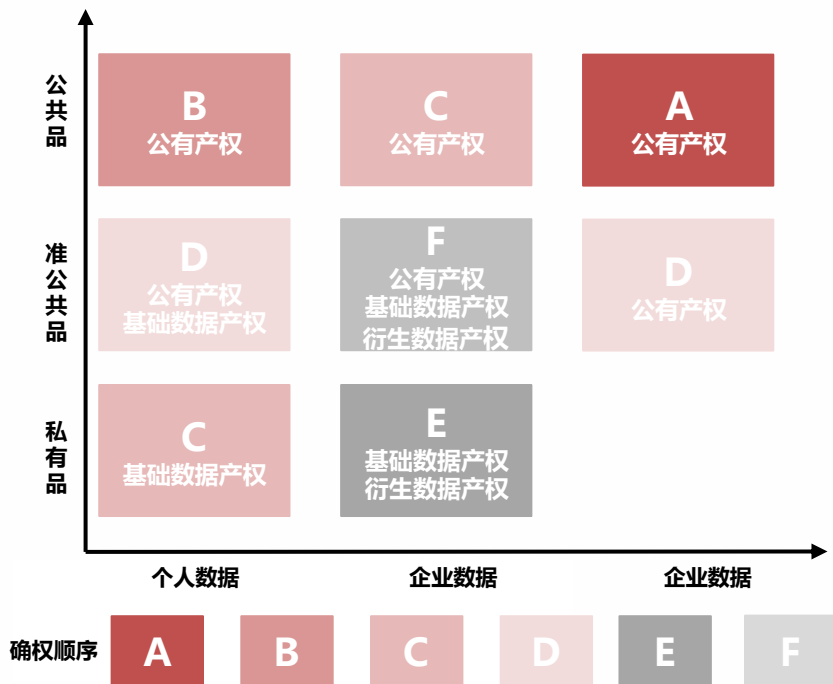 公共品
B
公有产权
C
公有产权
A
公有产权
准公共品
D
公有产权
基础数据产权
F
公有产权
基础数据产权
衍生数据产权
D
公有产权
私有品
C
基础数据产权
E
基础数据产权
衍生数据产权
个人数据
企业数据
企业数据
确权顺序
A
B
C
D
E
F